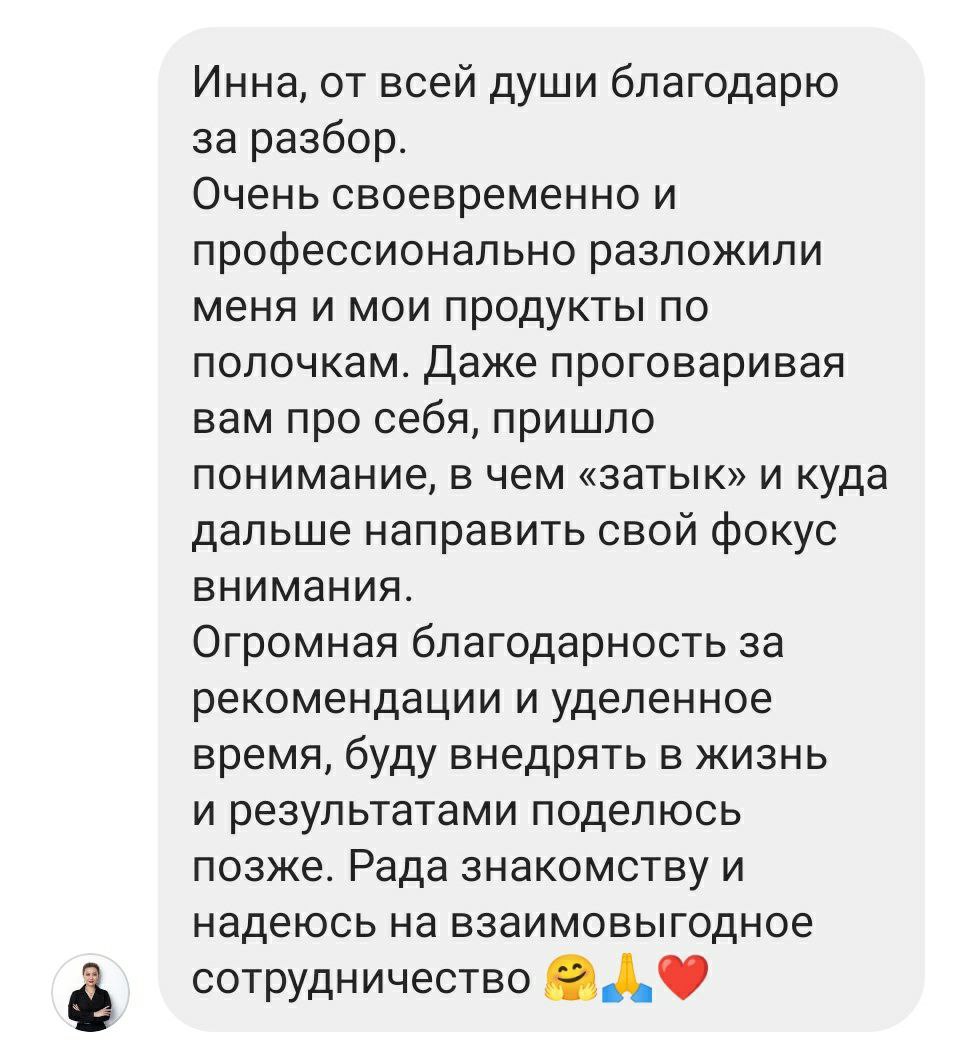 Инна, от всей души благодарю
за разбор.
Очень своевременно и
профессионально разложили
меня и мои продукты по
полочкам. Даже проговаривая
вам про себя, пришло
понимание, в чем «затык» и куда
дальше направить свой фокус
внимания.
Огромная благодарность за
рекомендации и уделенное
время, буду внедрять в жизнь
и результатами поделюсь
позже. Рада знакомству и
надеюсь на взаимовыгодное
сотрудничество 🤗🙏❤️